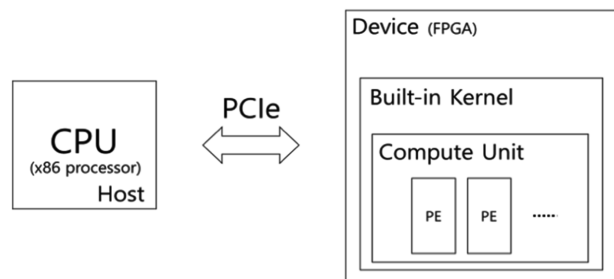 CPU
(x86 processor)
Host
PCIe
Device (FPGA)
Built-in Kernel
Compute Unit
PE PE .....